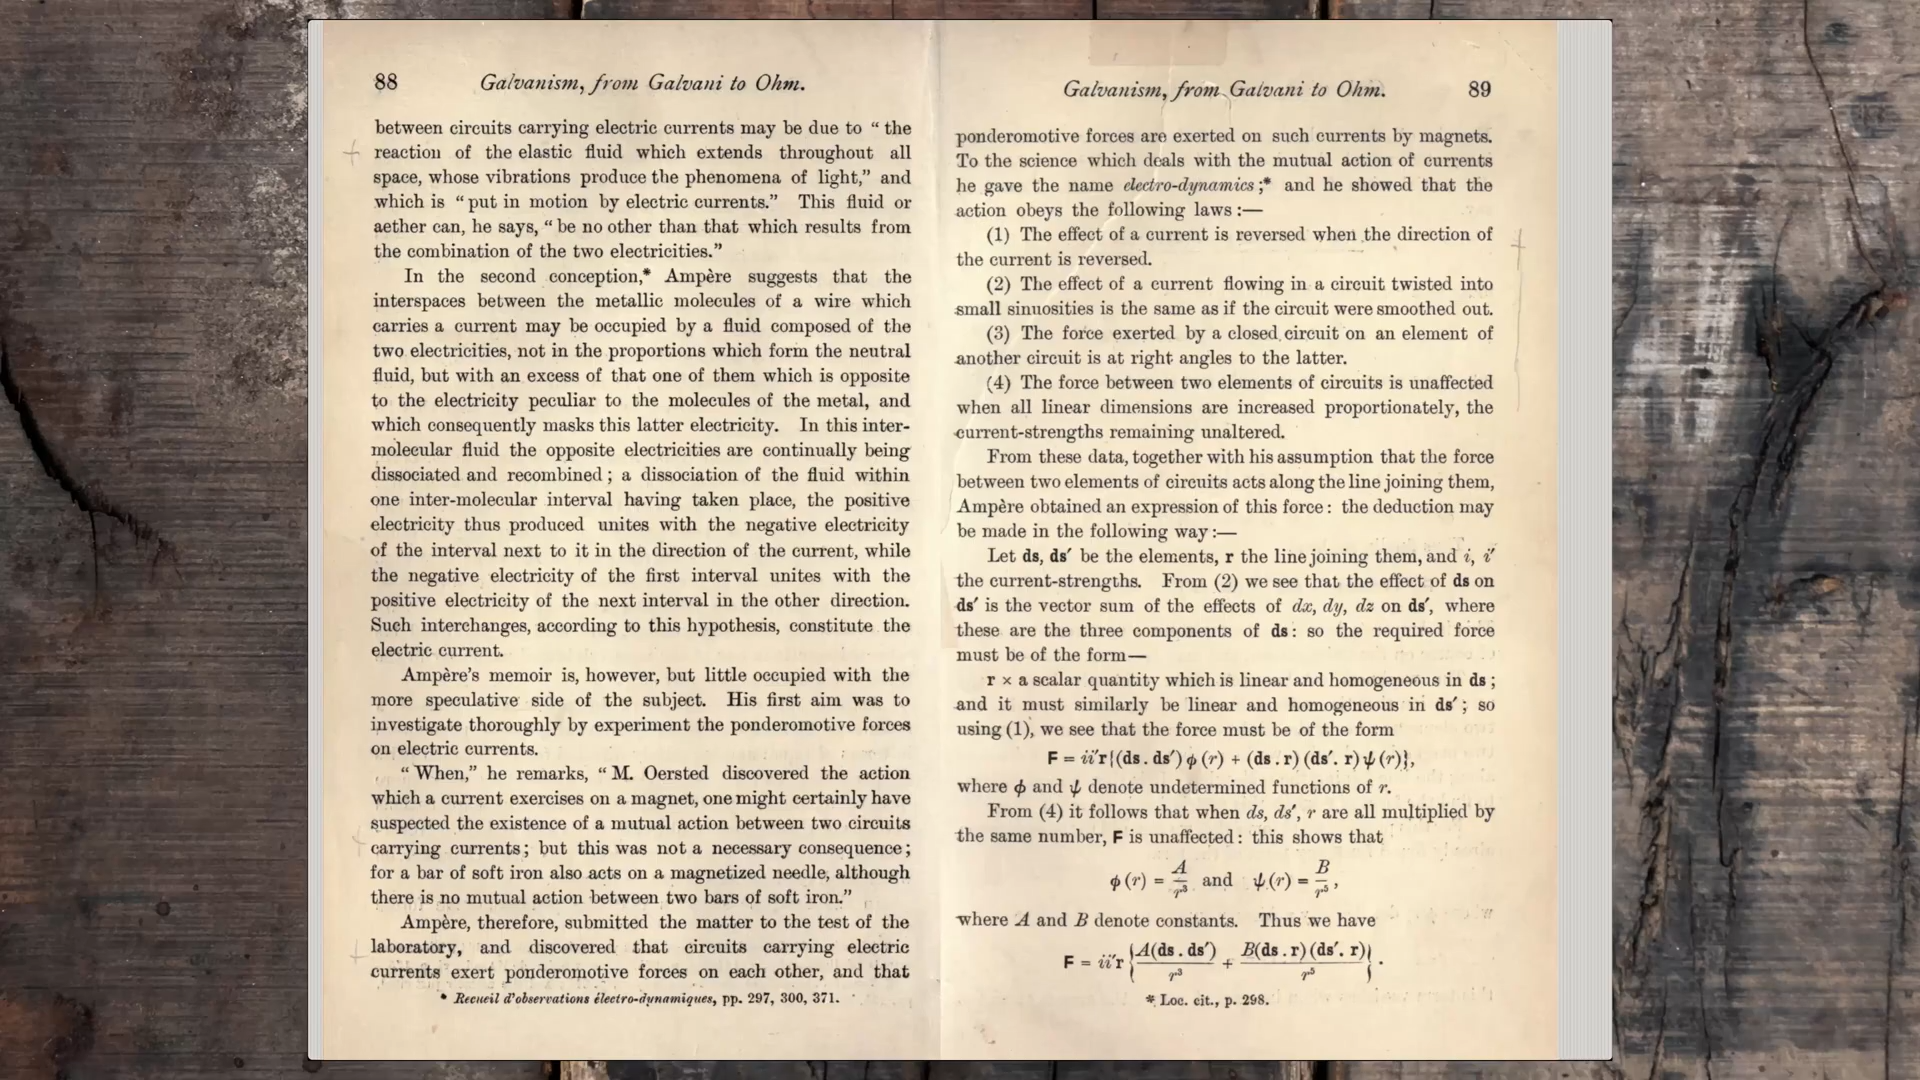 88 Galvanism, from Galvani to Ohm.
between circuits carrying electric currents may be due to “ the
reaction of the elastic fluid which extends throughout all
space, whose vibrations produce the phenomena of light,” and
which is “ put in motion by electric currents.” This fluid or
aether can, he says, “ be no other than that which results from
the combination of the two electricities.”
In the second conception,* Ampère suggests that the
interspaces between the metallic molecules of a wire which
carries a current may be occupied by a fluid composed of the
two electricities, not in the proportions which form the neutral
fluid, but with an excess of that one of them which is opposite
to the electricity peculiar to the molecules of the metal, and
which consequently masks this latter electricity. In this inter-
molecular fluid the opposite electricities are continually being
dissociated and recombined ; a dissociation of the fluid within
one inter-molecular interval having taken place, the positive
electricity thus produced unites with the negative electricity
of the interval next to it in the direction of the current, while
the negative electricity of the first interval unites with the
positive electricity of the next interval in the other direction.
Such interchanges, according to this hypothesis, constitute the
electric current.
Ampère’s memoir is, however, but little occupied with the
more speculative side of the subject. His first aim was to
investigate thoroughly by experiment the ponderomotive forces
on electric currents.
“ When,” he remarks, “ M. Oersted discovered the action
which a current exercises on a magnet, one might certainly have
suspected the existence of a mutual action between two circuits
carrying currents ; but this was not a necessary consequence ;
for a bar of soft iron also acts on a magnetized needle, although
there is no mutual action between two bars of soft iron.”
Ampère, therefore, submitted the matter to the test of the
laboratory, and discovered that circuits carrying electric
currents exert ponderomotive forces on each other, and that
* Recueil d’observations électro-dynamiques, pp. 297, 300, 371.
Galvanism, from Galvani to Ohm. 89
ponderomotive forces are exerted on such currents by magnets.
To the science which deals with the mutual action of currents
he gave the name electro-dynamics ;* and he showed that the
action obeys the following laws :—
(1) The effect of a current is reversed when the direction of
the current is reversed.
(2) The effect of a current flowing in a circuit twisted into
small sinuosities is the same as if the circuit were smoothed out.
(3) The force exerted by a closed circuit on an element of
another circuit is at right angles to the latter.
(4) The force between two elements of circuits is unaffected
when all linear dimensions are increased proportionately, the
current-strengths remaining unaltered.
From these data, together with his assumption that the force
between two elements of circuits acts along the line joining them,
Ampère obtained an expression of this force : the deduction may
be made in the following way :—
Let ds, ds′ be the elements, r the line joining them, and i, i′
the current-strengths. From (2) we see that the effect of ds on
ds′ is the vector sum of the effects of dx, dy, dz on ds′, where
these are the three components of ds : so the required force
must be of the form—
r × a scalar quantity which is linear and homogeneous in ds ;
and it must similarly be linear and homogeneous in ds′ ; so
using (1), we see that the force must be of the form
F = ii′r{(ds . ds′) ϕ (r) + (ds . r) (ds′. r) ψ (r)},
where ϕ and ψ denote undetermined functions of r.
From (4) it follows that when ds, ds′, r are all multiplied by
the same number, F is unaffected : this shows that
ϕ (r) = A/r³ and ψ (r) = B/r⁵,
where A and B denote constants. Thus we have
F = ii′r {A(ds . ds′)/r³ + B(ds . r) (ds′. r)/r⁵} .
* Loc. cit., p. 298.